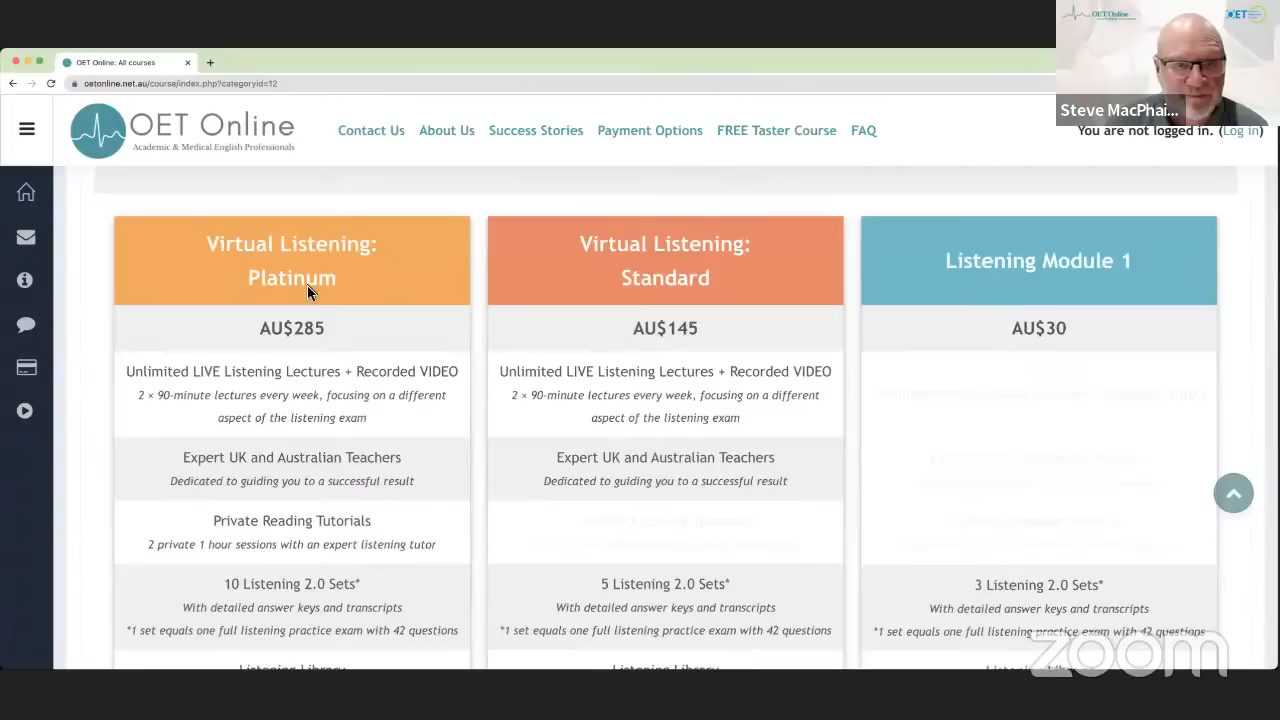 OET Online
OET
Steve MacPhai...
OET Online: All courses
oetonline.net.au/course/index.php?categoryid=12
OET Online
Academic & Medical English Professionals
Contact Us About Us Success Stories Payment Options FREE Taster Course FAQ
You are not logged in. (Log in)
Virtual Listening:
Platinum
AU$285
Unlimited LIVE Listening Lectures + Recorded VIDEO
2 × 90-minute lectures every week, focusing on a different
aspect of the listening exam
Expert UK and Australian Teachers
Dedicated to guiding you to a successful result
Private Reading Tutorials
2 private 1 hour sessions with an expert listening tutor
10 Listening 2.0 Sets*
With detailed answer keys and transcripts
*1 set equals one full listening practice exam with 42 questions
Listening Library
Virtual Listening:
Standard
AU$145
Unlimited LIVE Listening Lectures + Recorded VIDEO
2 × 90-minute lectures every week, focusing on a different
aspect of the listening exam
Expert UK and Australian Teachers
Dedicated to guiding you to a successful result
5 Listening 2.0 Sets*
With detailed answer keys and transcripts
*1 set equals one full listening practice exam with 42 questions
Listening Library
Listening Module 1
AU$30
3 Listening 2.0 Sets*
With detailed answer keys and transcripts
*1 set equals one full listening practice exam with 42 questions
zoom